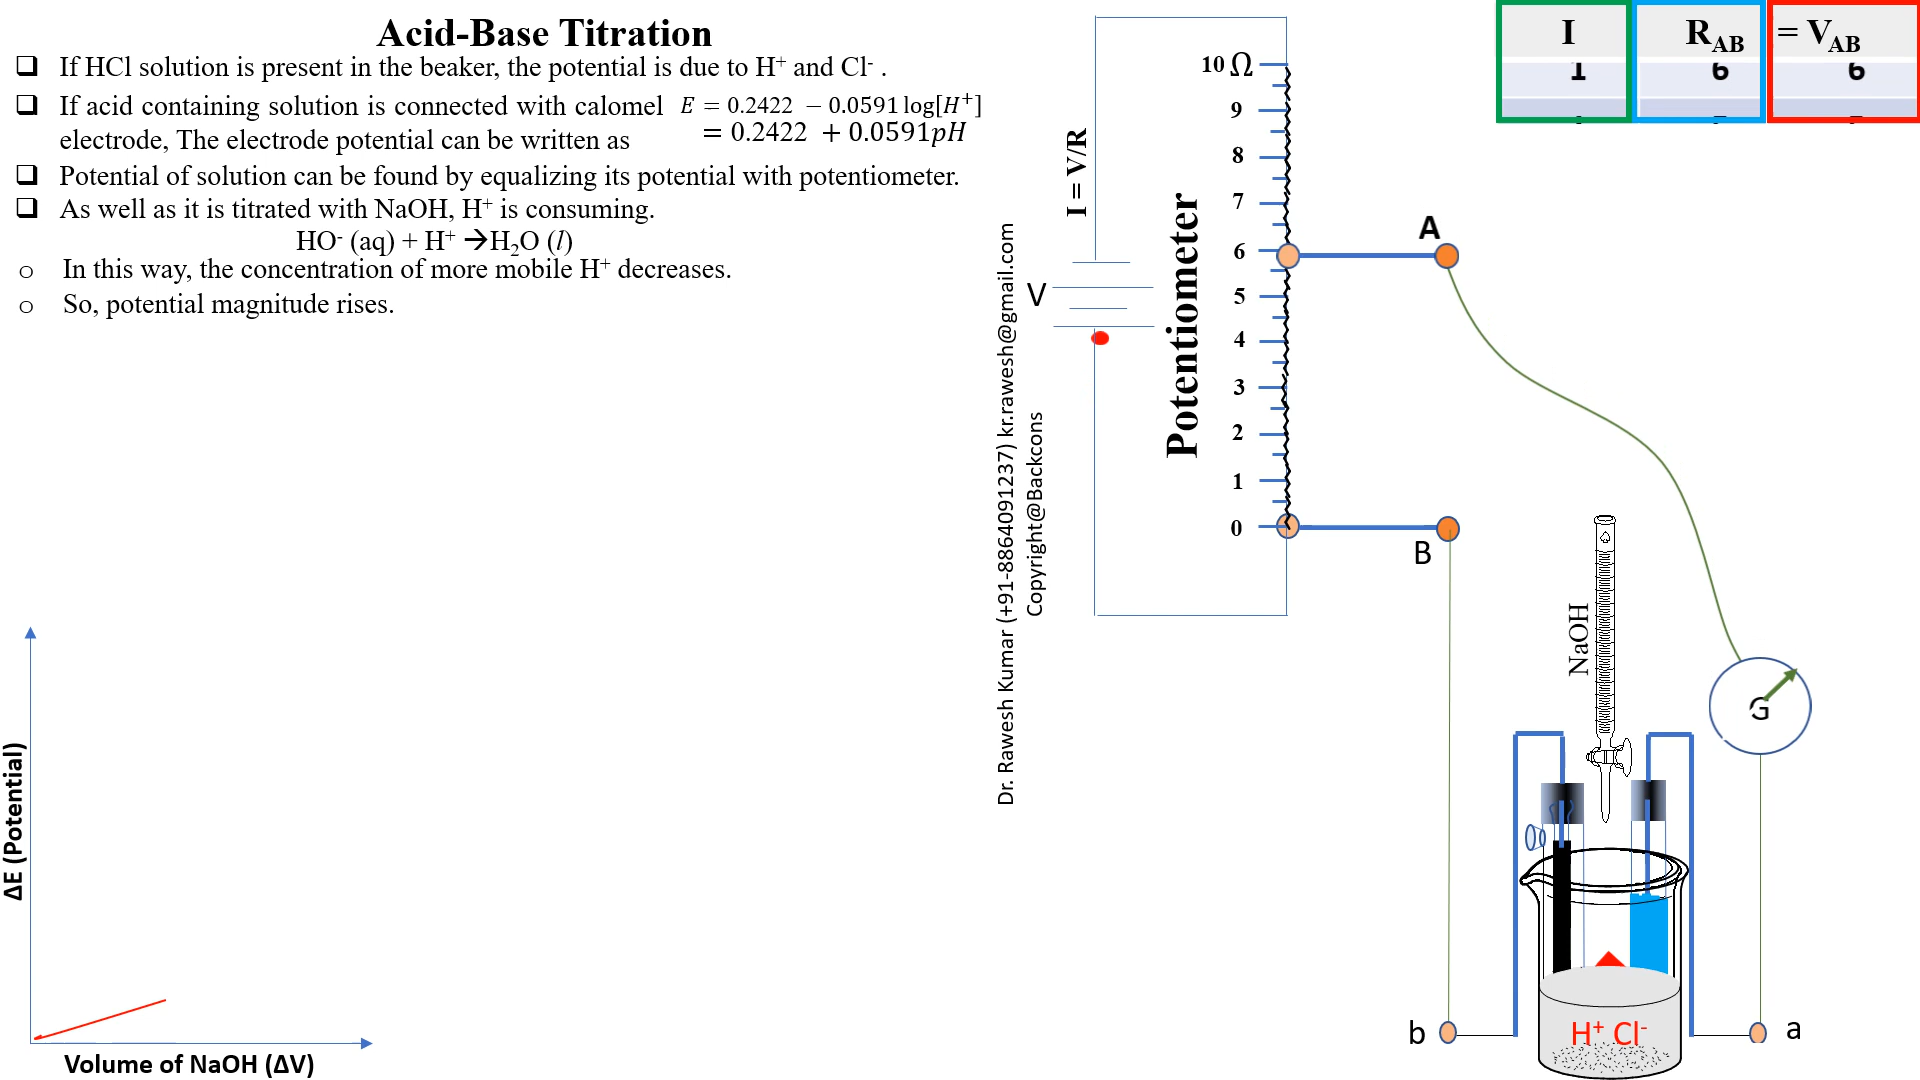 Acid-Base Titration
❑ If HCl solution is present in the beaker, the potential is due to H⁺ and Cl⁻ .
❑ If acid containing solution is connected with calomel
electrode, The electrode potential can be written as
E = 0.2422 − 0.0591 log[H⁺]
= 0.2422 + 0.0591pH
❑ Potential of solution can be found by equalizing its potential with potentiometer.
❑ As well as it is titrated with NaOH, H⁺ is consuming.
HO⁻ (aq) + H⁺ →H₂O (l)
o In this way, the concentration of more mobile H⁺ decreases.
o So, potential magnitude rises.
ΔE (Potential)
Volume of NaOH (ΔV)
Dr. Rawesh Kumar (+91-8864091237) kr.rawesh@gmail.com
Copyright@Backcons
I = V/R
V
Potentiometer
10 Ω
9
8
7
6
5
4
3
2
1
0
A
B
I R_AB = V_AB
1 6 6
NaOH
G
H⁺ Cl⁻
b
a